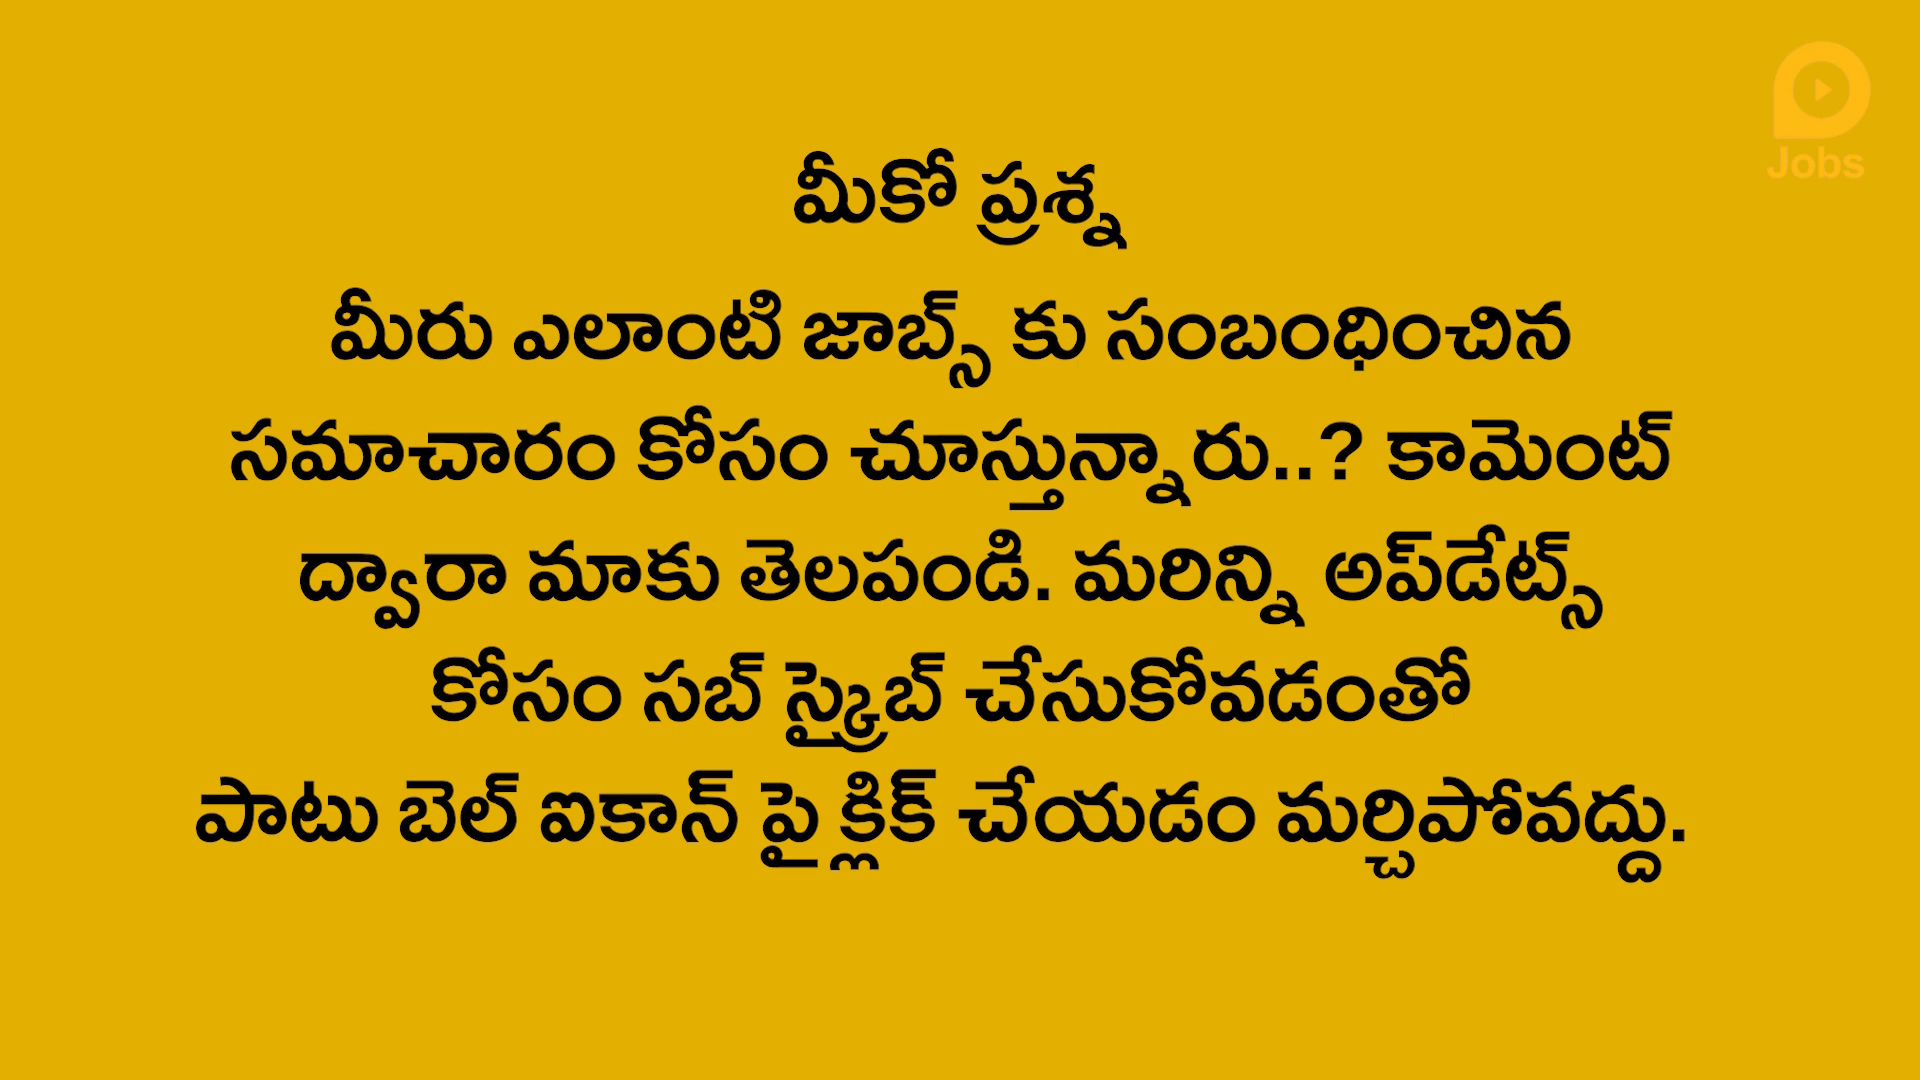 Jobs
మీకో ప్రశ్న
మీరు ఎలాంటి జాబ్స్ కు సంబంధించిన
సమాచారం కోసం చూస్తున్నారు..? కామెంట్
ద్వారా మాకు తెలపండి. మరిన్ని అప్‌డేట్స్
కోసం సబ్ స్క్రైబ్ చేసుకోవడంతో
పాటు బెల్ ఐకాన్ పై క్లిక్ చేయడం మర్చిపోవద్దు.